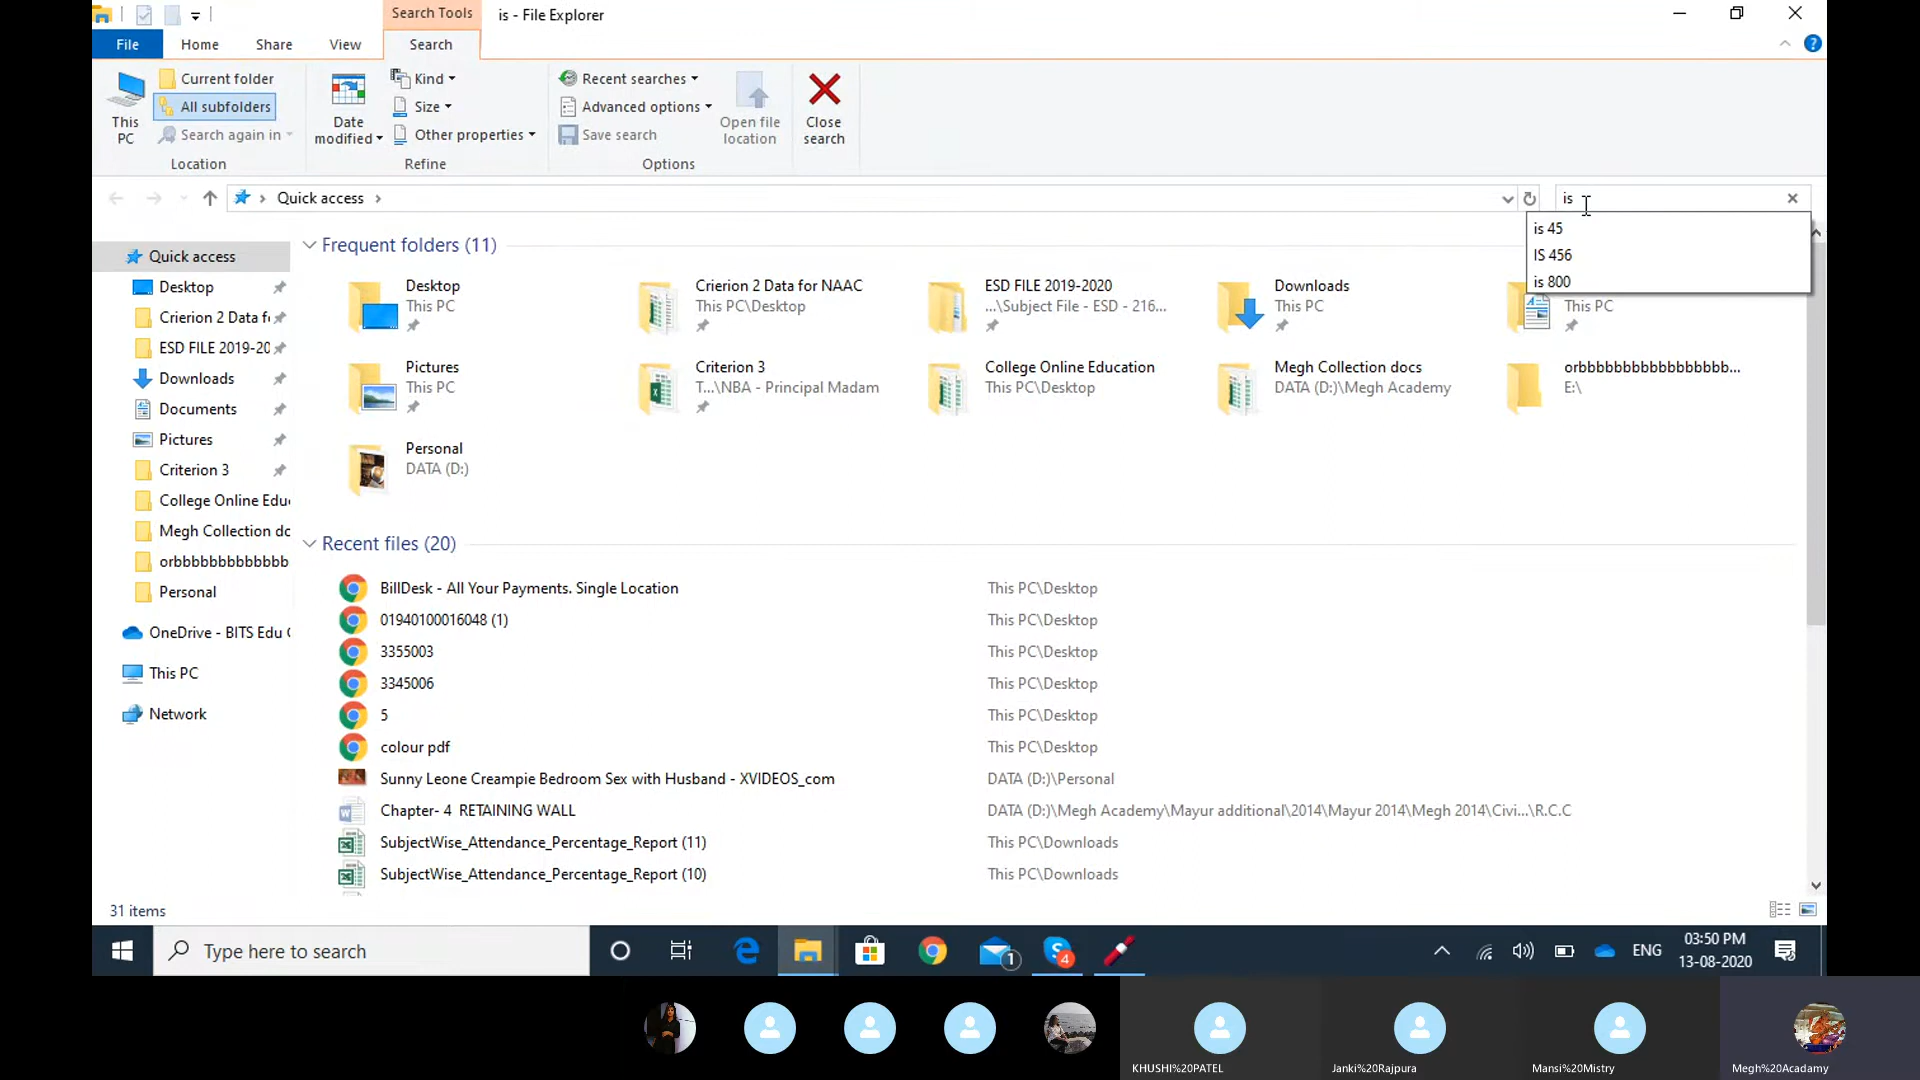 Search Tools
is - File Explorer
File
Home
Share
View
Search
This PC
Current folder
All subfolders
Search again in
Location
Date modified
Kind
Size
Other properties
Refine
Recent searches
Advanced options
Save search
Options
Open file location
Close search
Quick access
is
is 45
IS 456
is 800
Quick access
Desktop
Crierion 2 Data f
ESD FILE 2019-20
Downloads
Documents
Pictures
Criterion 3
College Online Edu
Megh Collection do
orbbbbbbbbbbbbbb
Personal
OneDrive - BITS Edu
This PC
Network
Frequent folders (11)
Desktop
This PC
Crierion 2 Data for NAAC
This PC\Desktop
ESD FILE 2019-2020
...\Subject File - ESD - 216...
Downloads
This PC
This PC
Pictures
This PC
Criterion 3
T...\NBA - Principal Madam
College Online Education
This PC\Desktop
Megh Collection docs
DATA (D:)\Megh Academy
orbbbbbbbbbbbbbbbbb...
E:\
Personal
DATA (D:)
Recent files (20)
BillDesk - All Your Payments. Single Location This PC\Desktop
01940100016048 (1) This PC\Desktop
3355003 This PC\Desktop
3345006 This PC\Desktop
5 This PC\Desktop
colour pdf This PC\Desktop
Sunny Leone Creampie Bedroom Sex with Husband - XVIDEOS_com DATA (D:)\Personal
Chapter- 4 RETAINING WALL DATA (D:)\Megh Academy\Mayur additional\2014\Mayur 2014\Megh 2014\Civi...\R.C.C
SubjectWise_Attendance_Percentage_Report (11) This PC\Downloads
SubjectWise_Attendance_Percentage_Report (10) This PC\Downloads
31 items
Type here to search
1
4
ENG
03:50 PM
13-08-2020
KHUSHI%20PATEL
Janki%20Rajpura
Mansi%20Mistry
Megh%20Acadamy